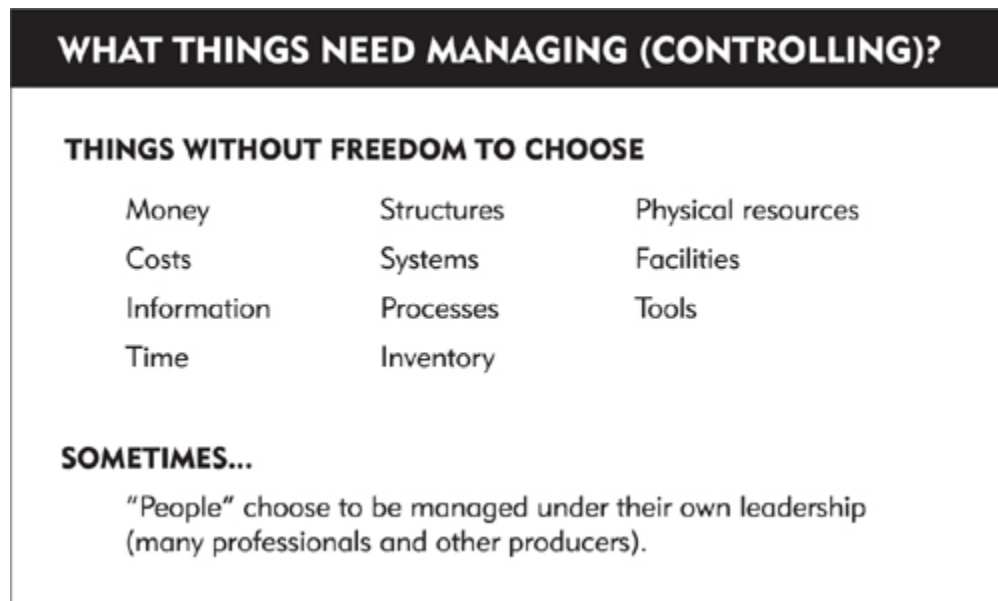 WHAT THINGS NEED MANAGING (CONTROLLING)?
THINGS WITHOUT FREEDOM TO CHOOSE
Money Structures Physical resources
Costs Systems Facilities
Information Processes Tools
Time Inventory
SOMETIMES...
“People” choose to be managed under their own leadership
(many professionals and other producers).